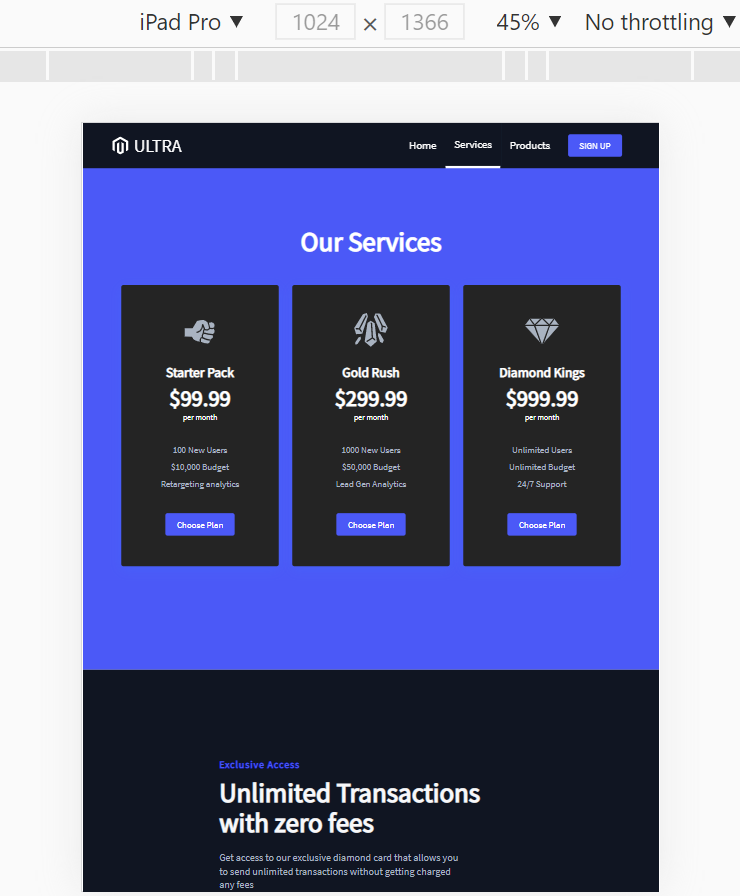 iPad Pro ▼ 1024 × 1366 45% ▼ No throttling ▼
ULTRA Home Services Products SIGN UP
Our Services
Starter Pack
$99.99
per month
100 New Users
$10,000 Budget
Retargeting analytics
Choose Plan
Gold Rush
$299.99
per month
1000 New Users
$50,000 Budget
Lead Gen Analytics
Choose Plan
Diamond Kings
$999.99
per month
Unlimited Users
Unlimited Budget
24/7 Support
Choose Plan
Exclusive Access
Unlimited Transactions
with zero fees
Get access to our exclusive diamond card that allows you
to send unlimited transactions without getting charged
any fees